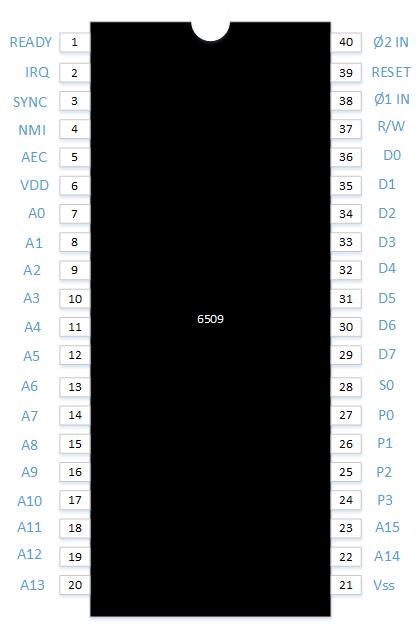 READY 1 40 Ø2 IN
IRQ 2 39 RESET
SYNC 3 38 Ø1 IN
NMI 4 37 R/W
AEC 5 36 D0
VDD 6 35 D1
A0 7 34 D2
A1 8 33 D3
A2 9 32 D4
A3 10 31 D5
6509
A4 11 30 D6
A5 12 29 D7
A6 13 28 S0
A7 14 27 P0
A8 15 26 P1
A9 16 25 P2
A10 17 24 P3
A11 18 23 A15
A12 19 22 A14
A13 20 21 Vss